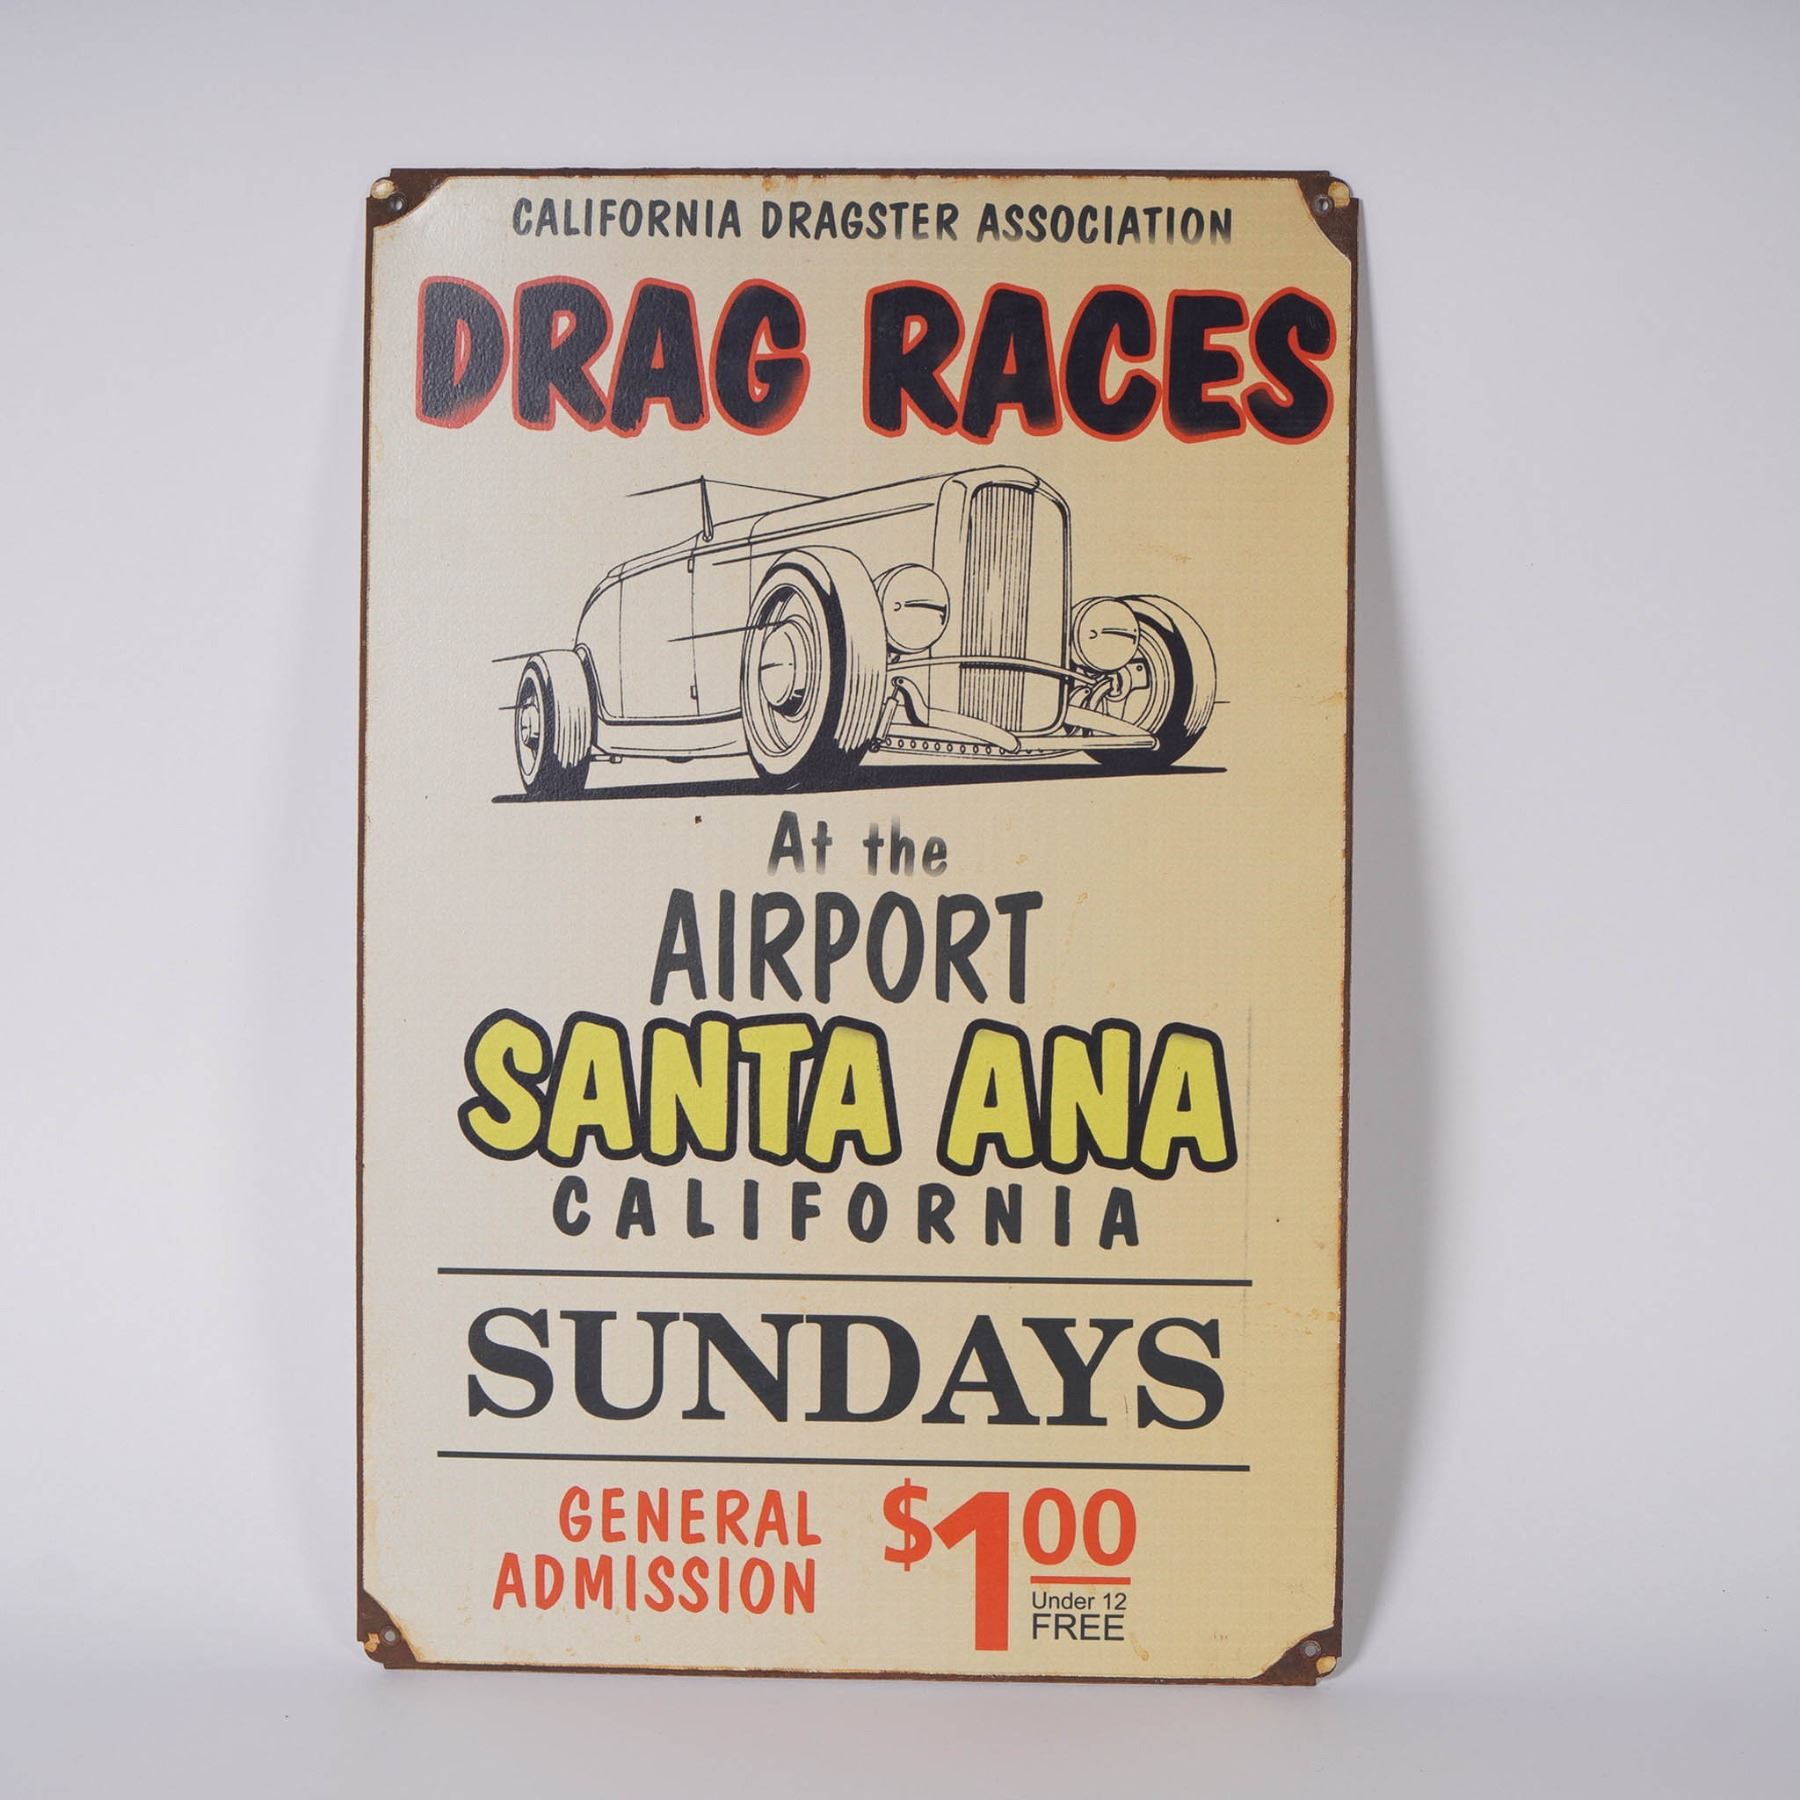 CALIFORNIA DRAGSTER ASSOCIATION
DRAG RACES
At the
AIRPORT
SANTA ANA
CALIFORNIA
SUNDAYS
GENERAL
ADMISSION
$1.00
Under 12
FREE